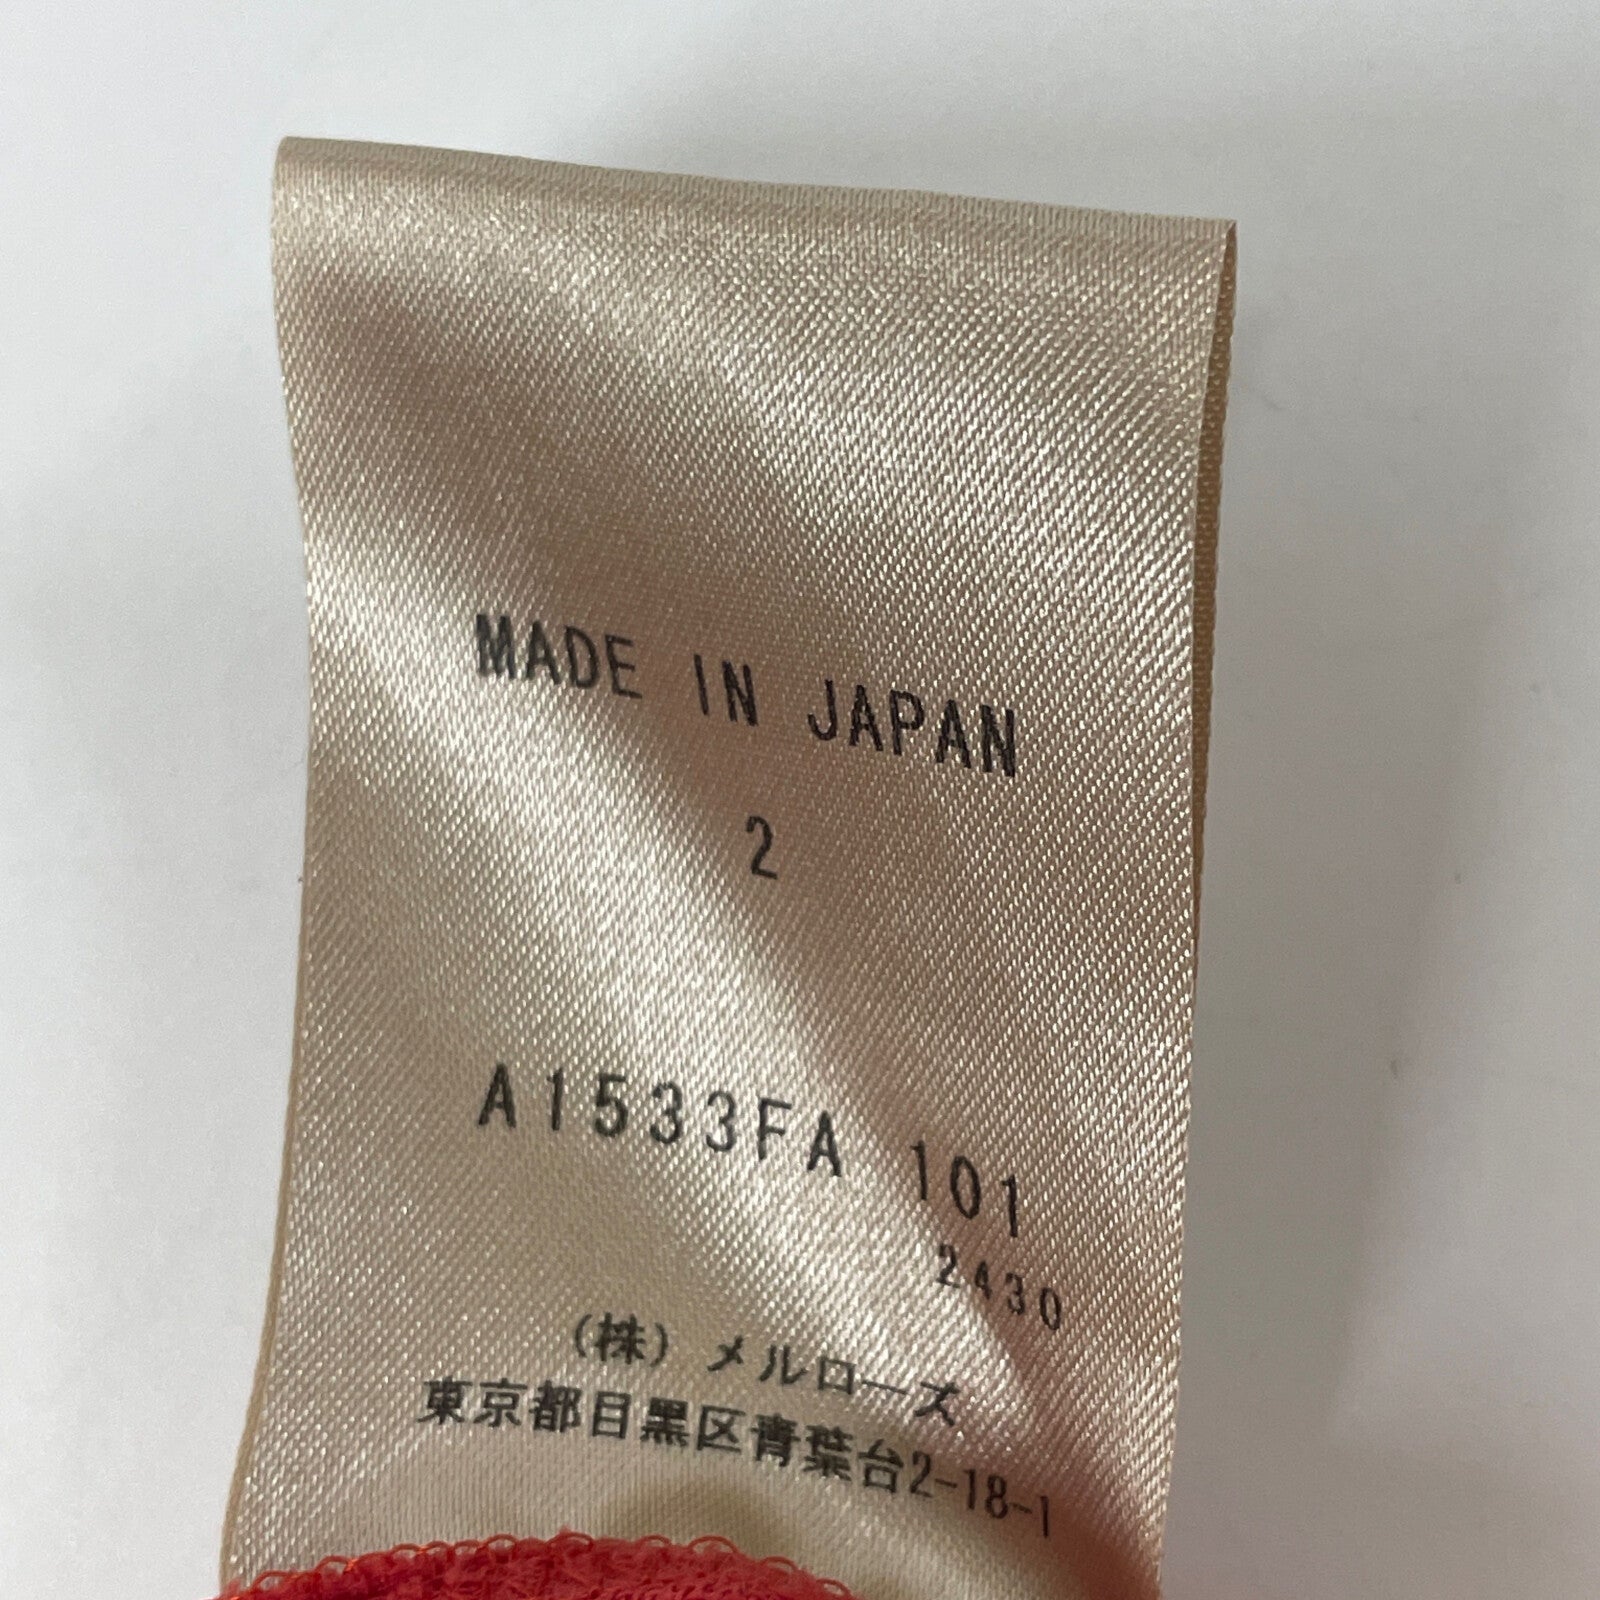 MADE IN JAPAN
2
A1533FA 101
2430
(株) メルローズ
東京都目黒区青葉台2-18-1